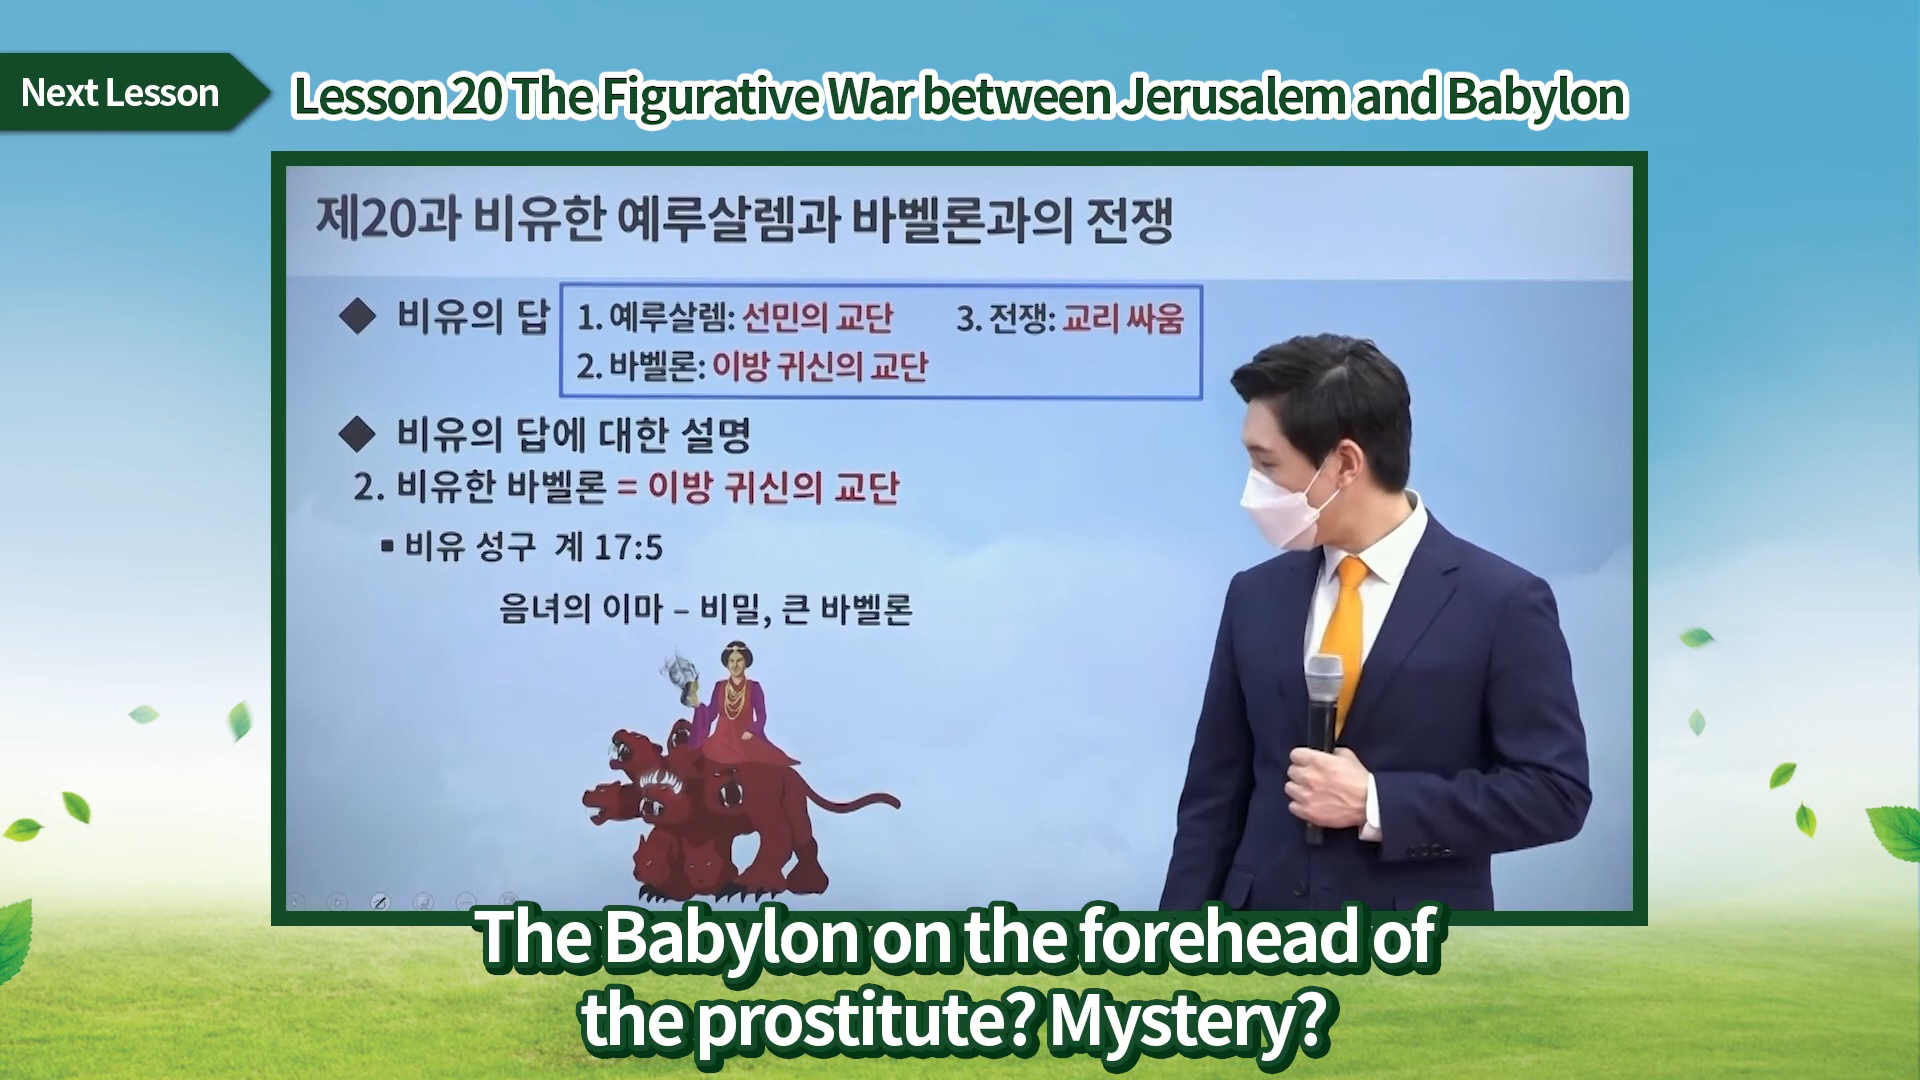 Next Lesson
Lesson 20 The Figurative War between Jerusalem and Babylon
제20과 비유한 예루살렘과 바벨론과의 전쟁
◆ 비유의 답
1. 예루살렘: 선민의 교단 3. 전쟁: 교리 싸움
2. 바벨론: 이방 귀신의 교단
◆ 비유의 답에 대한 설명
2. 비유한 바벨론 = 이방 귀신의 교단
▪ 비유 성구 계 17:5
음녀의 이마 – 비밀, 큰 바벨론
The Babylon on the forehead of
the prostitute? Mystery?